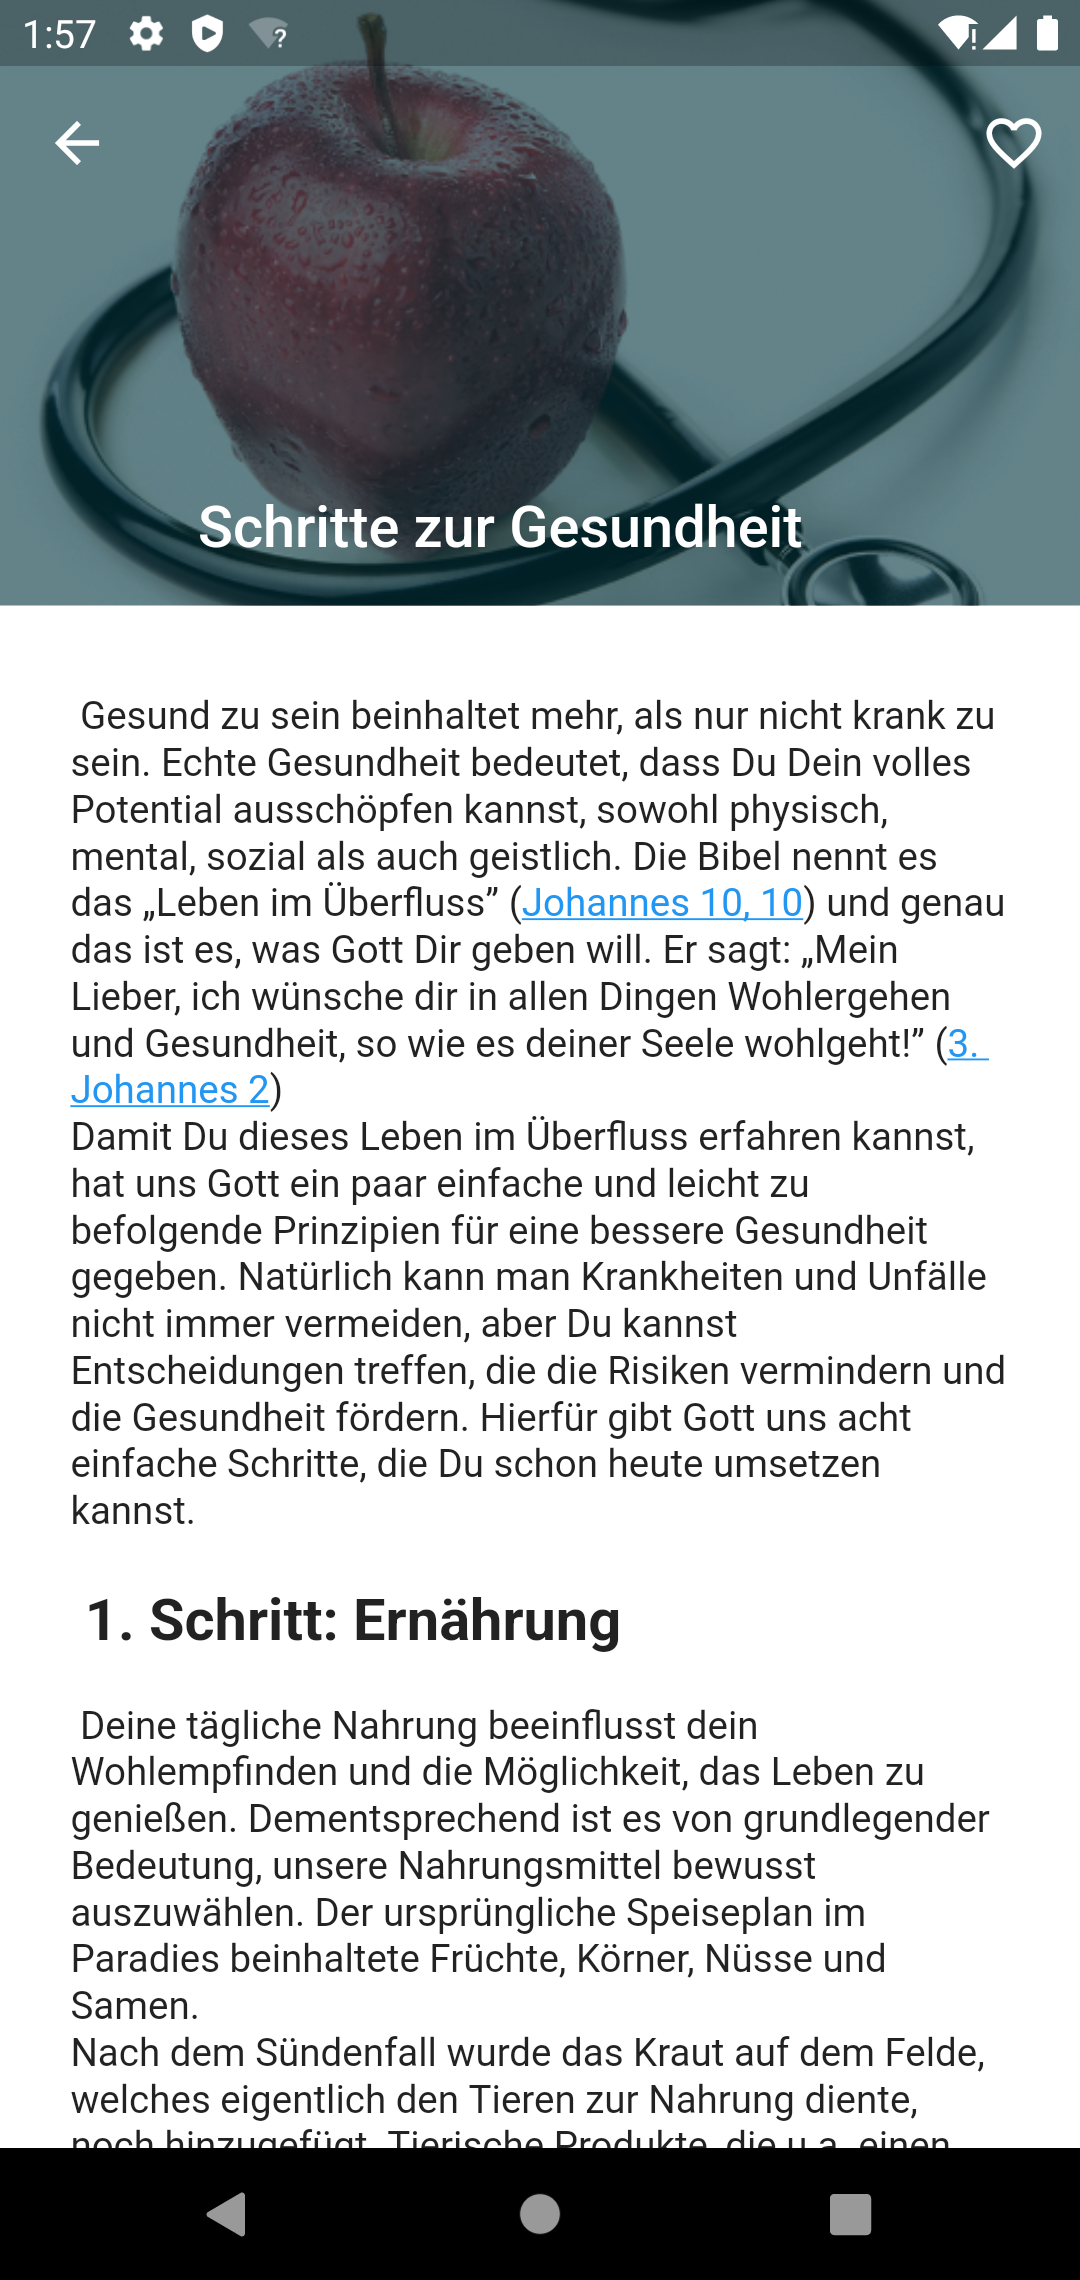 1:57
Schritte zur Gesundheit
Gesund zu sein beinhaltet mehr, als nur nicht krank zu
sein. Echte Gesundheit bedeutet, dass Du Dein volles
Potential ausschöpfen kannst, sowohl physisch,
mental, sozial als auch geistlich. Die Bibel nennt es
das „Leben im Überfluss” (Johannes 10, 10) und genau
das ist es, was Gott Dir geben will. Er sagt: „Mein
Lieber, ich wünsche dir in allen Dingen Wohlergehen
und Gesundheit, so wie es deiner Seele wohlgeht!” (3.
Johannes 2)
Damit Du dieses Leben im Überfluss erfahren kannst,
hat uns Gott ein paar einfache und leicht zu
befolgende Prinzipien für eine bessere Gesundheit
gegeben. Natürlich kann man Krankheiten und Unfälle
nicht immer vermeiden, aber Du kannst
Entscheidungen treffen, die die Risiken vermindern und
die Gesundheit fördern. Hierfür gibt Gott uns acht
einfache Schritte, die Du schon heute umsetzen
kannst.
1. Schritt: Ernährung
Deine tägliche Nahrung beeinflusst dein
Wohlempfinden und die Möglichkeit, das Leben zu
genießen. Dementsprechend ist es von grundlegender
Bedeutung, unsere Nahrungsmittel bewusst
auszuwählen. Der ursprüngliche Speiseplan im
Paradies beinhaltete Früchte, Körner, Nüsse und
Samen.
Nach dem Sündenfall wurde das Kraut auf dem Felde,
welches eigentlich den Tieren zur Nahrung diente,
noch hinzugefügt. Tierische Produkte, die u.a. einen